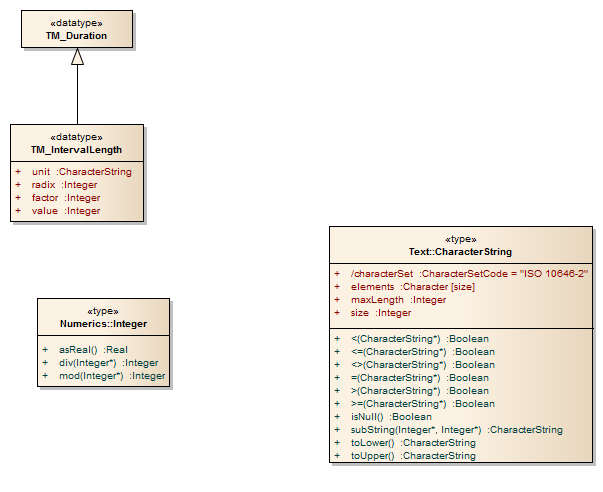 «datatype»
TM_Duration
«datatype»
TM_IntervalLength
+ unit :CharacterString
+ radix :Integer
+ factor :Integer
+ value :Integer
«type»
Text::CharacterString
+ /characterSet :CharacterSetCode = "ISO 10646-2"
+ elements :Character [size]
+ maxLength :Integer
+ size :Integer
+ <(CharacterString*) :Boolean
+ <=(CharacterString*) :Boolean
+ <>(CharacterString*) :Boolean
+ =(CharacterString*) :Boolean
+ >(CharacterString*) :Boolean
+ >=(CharacterString*) :Boolean
+ isNull() :Boolean
+ subString(Integer*, Integer*) :CharacterString
+ toLower() :CharacterString
+ toUpper() :CharacterString
«type»
Numerics::Integer
+ asReal() :Real
+ div(Integer*) :Integer
+ mod(Integer*) :Integer